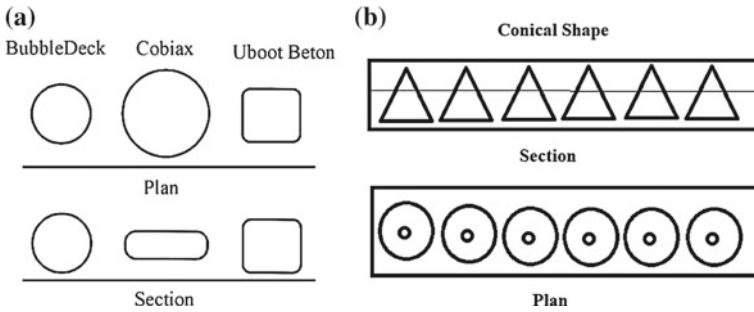 (a)
BubbleDeck Cobiax Uboot Beton
Plan
Section
(b)
Conical Shape
Section
Plan